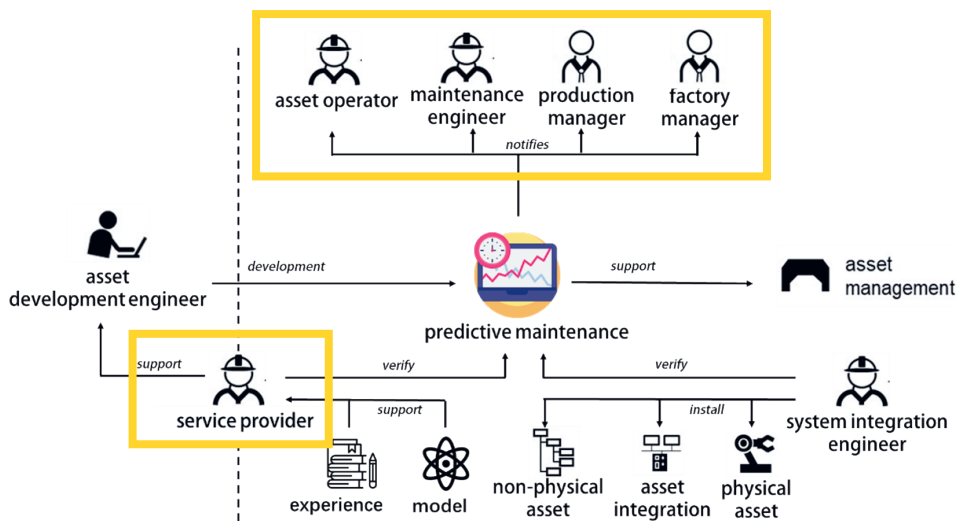 asset operator
maintenance
engineer
production
manager
factory
manager
notifies
asset
development engineer
development
predictive maintenance
support
asset
management
support
service provider
verify
support
experience
model
verify
install
system integration
engineer
non-physical
asset
asset
integration
physical
asset